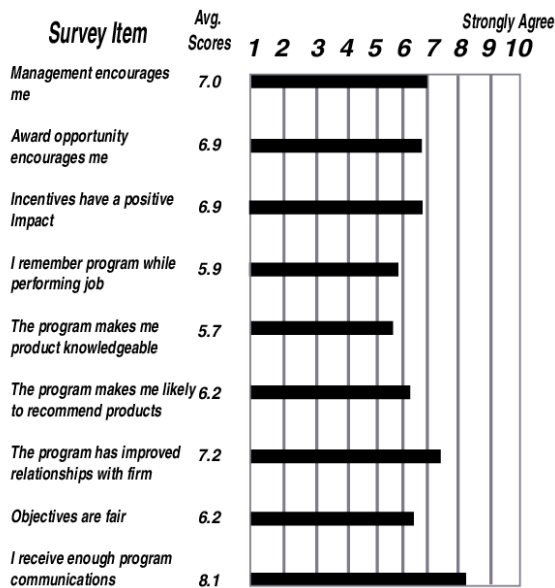 Survey Item
Avg.
Scores
Strongly Agree
1 2 3 4 5 6 7 8 9 10
Management encourages
me
7.0
Award opportunity
encourages me
6.9
Incentives have a positive
Impact
6.9
I remember program while
performing job
5.9
The program makes me
product knowledgeable
5.7
The program makes me likely
to recommend products
6.2
The program has improved
relationships with firm
7.2
Objectives are fair
6.2
I receive enough program
communications
8.1